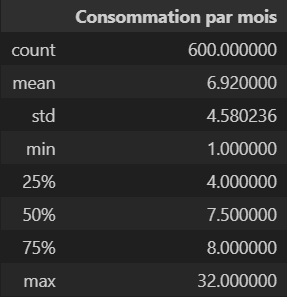 Consommation par mois
count 600.000000
mean 6.920000
std 4.580236
min 1.000000
25% 4.000000
50% 7.500000
75% 8.000000
max 32.000000